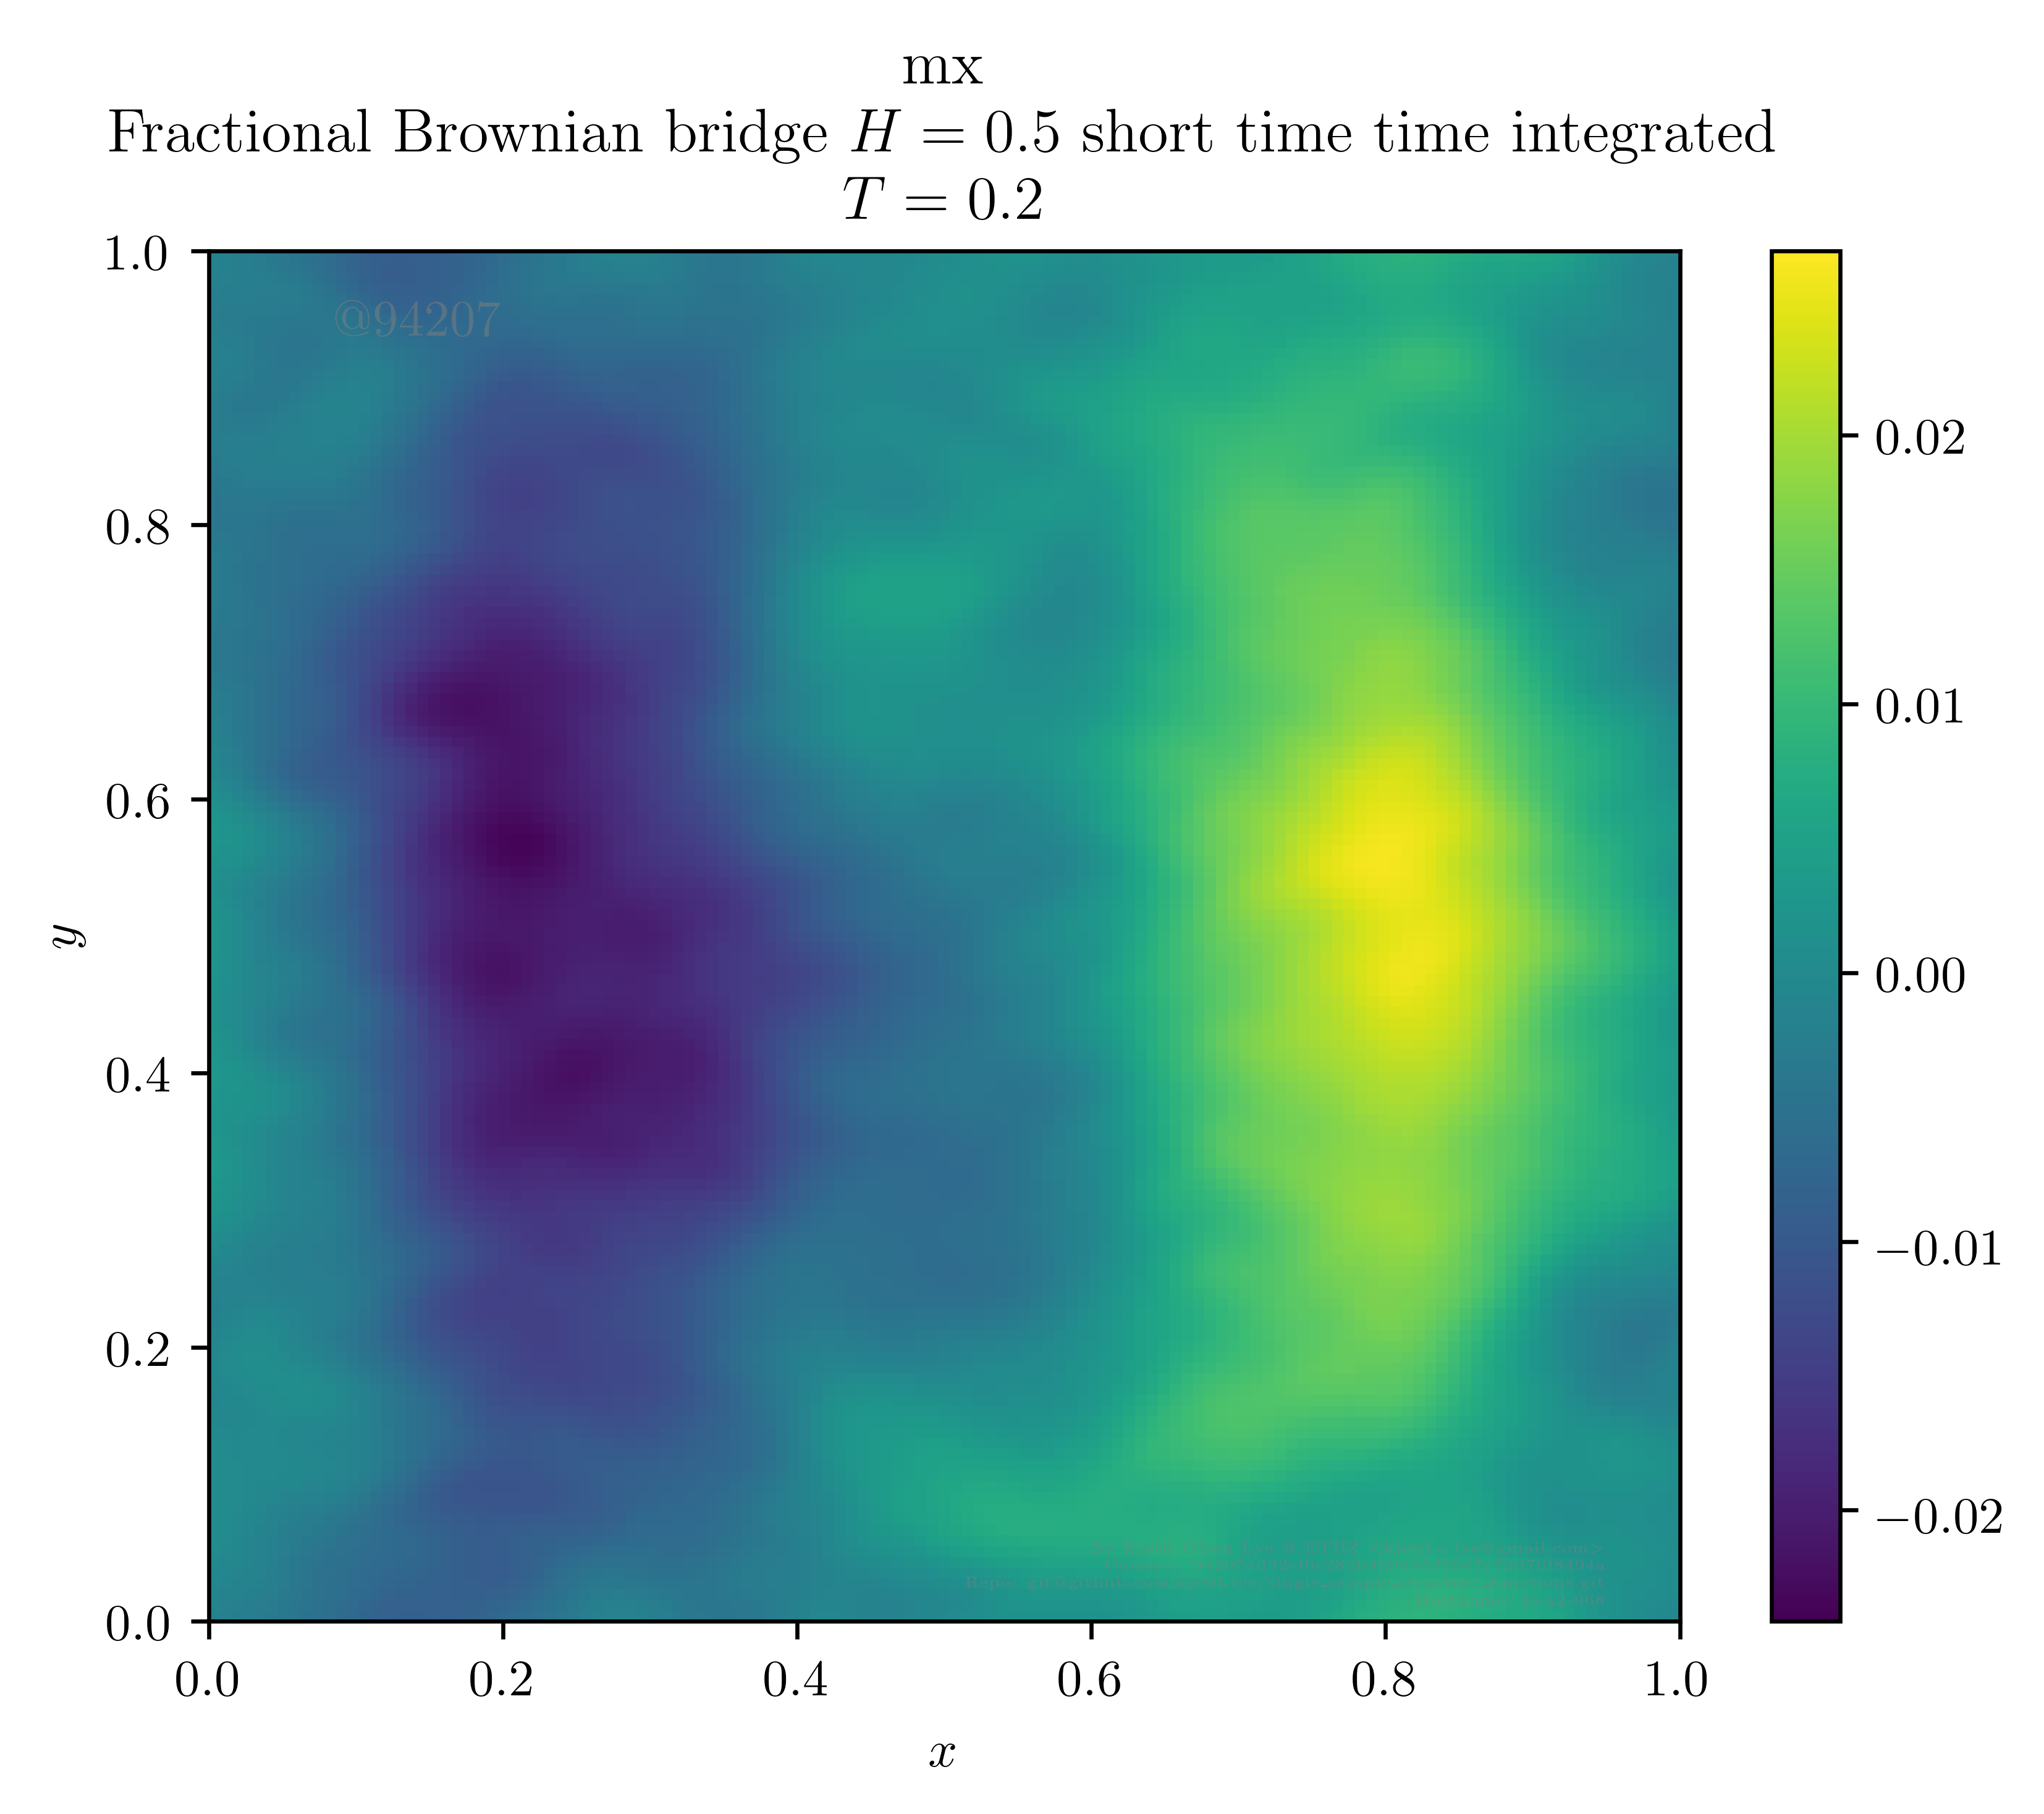 mx
Fractional Brownian bridge H = 0.5 short time time integrated
T = 0.2
1.0
@94207
0.8
0.6
0.4
0.2
0.0
y
0.0 0.2 0.4 0.6 0.8 1.0
x
0.02
0.01
0.00
−0.01
−0.02